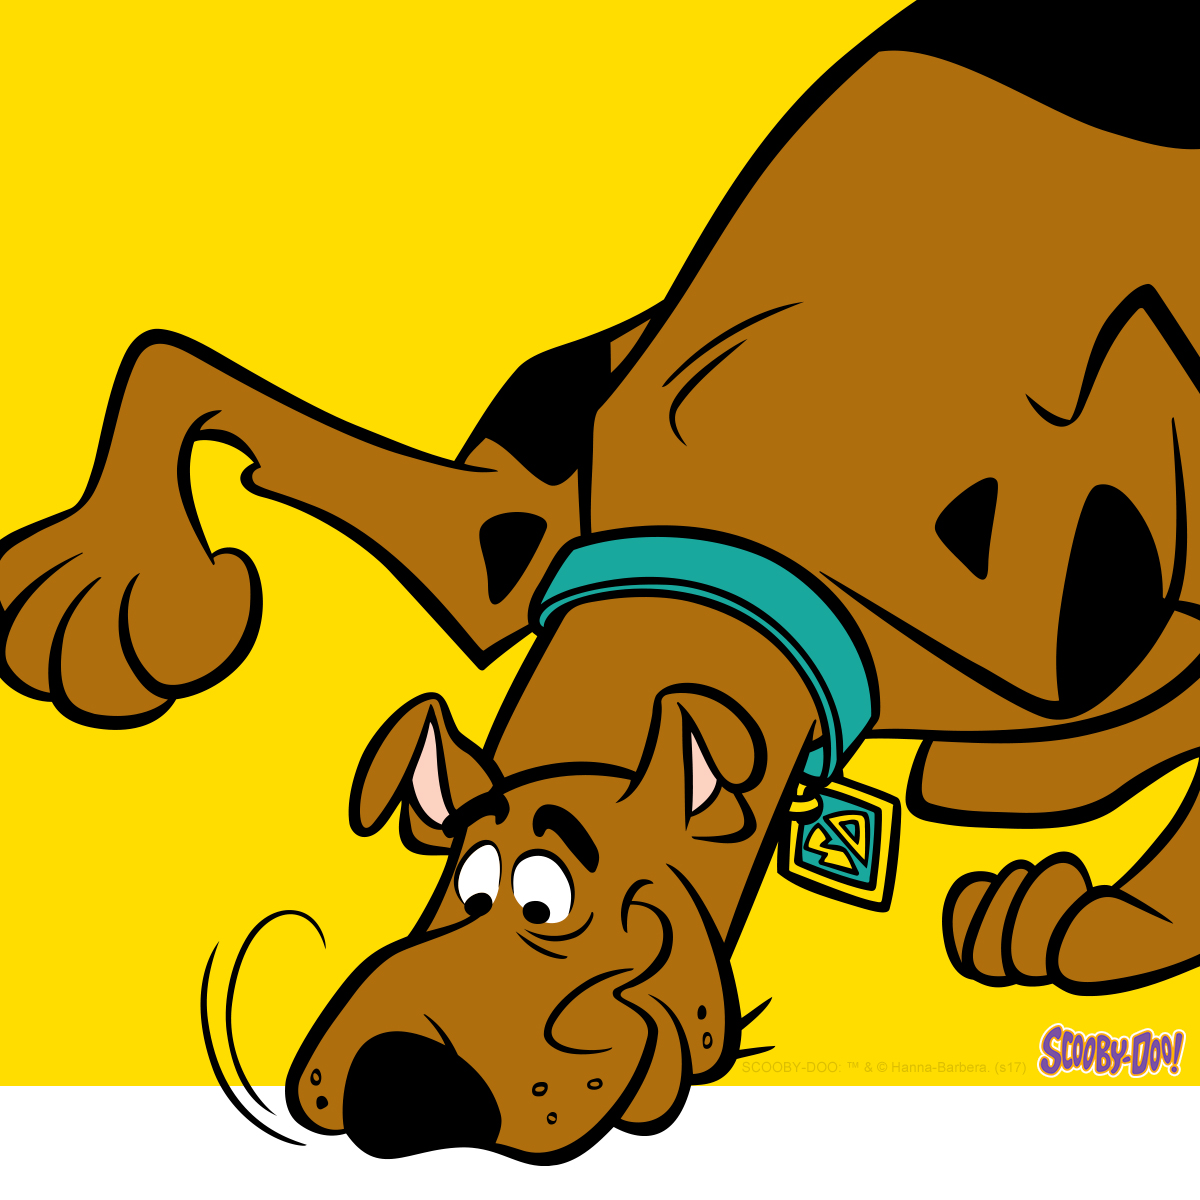 SCOOBY-DOO: ™ & © Hanna-Barbera. (s17)
SCOOBY-DOO!